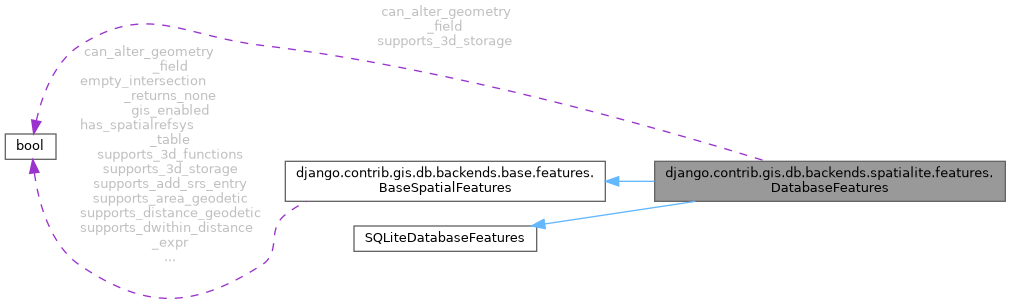 can_alter_geometry
_field
supports_3d_storage
can_alter_geometry
_field
empty_intersection
_returns_none
gis_enabled
has_spatialrefsys
_table
supports_3d_functions
supports_3d_storage
supports_add_srs_entry
supports_area_geodetic
supports_distance_geodetic
supports_dwithin_distance
_expr
...
bool
django.contrib.gis.db.backends.base.features.
BaseSpatialFeatures
django.contrib.gis.db.backends.spatialite.features.
DatabaseFeatures
SQLiteDatabaseFeatures